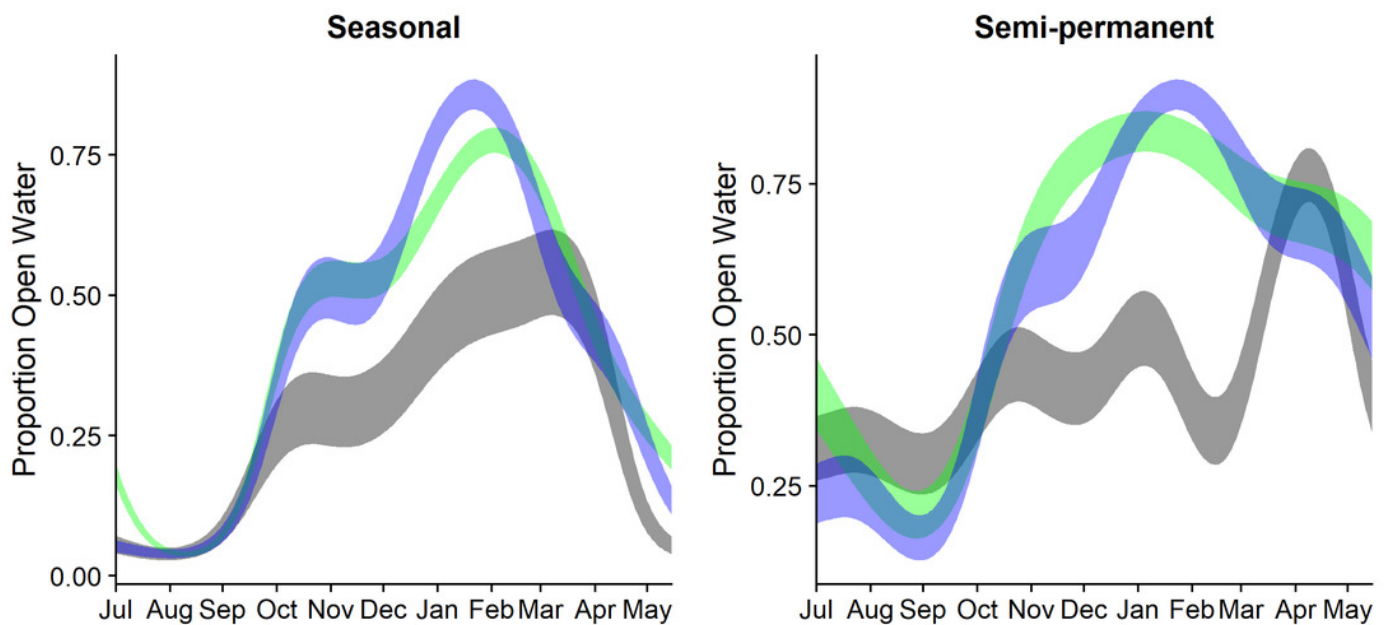 Seasonal
Proportion Open Water
0.75
0.50
0.25
0.00
Jul Aug Sep Oct Nov Dec Jan Feb Mar Apr May
Semi-permanent
Proportion Open Water
0.75
0.50
0.25
Jul Aug Sep Oct Nov Dec Jan Feb Mar Apr May